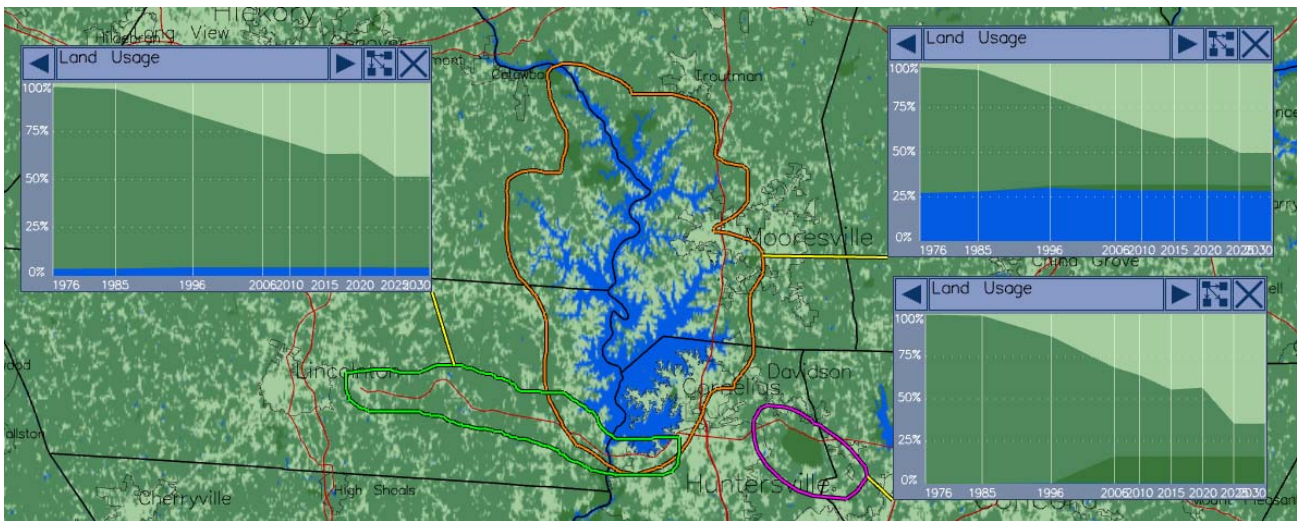 Hickory
Long View
Hildebran
Catawba
Troutman
Land Usage
100%
75%
50%
25%
0%
1976 1985 1996 2006 2010 2015 2020 2025 2030
Land Usage
100%
75%
50%
25%
0%
1976 1985 1996 2006 2010 2015 2020 2025 2030
Mooresville
China Grove
Land Usage
100%
75%
50%
25%
0%
1976 1985 1996 2006 2010 2015 2020 2025 2030
Lincolnton
Cornelius
Davidson
Huntersville
High Shoals
Cherryville